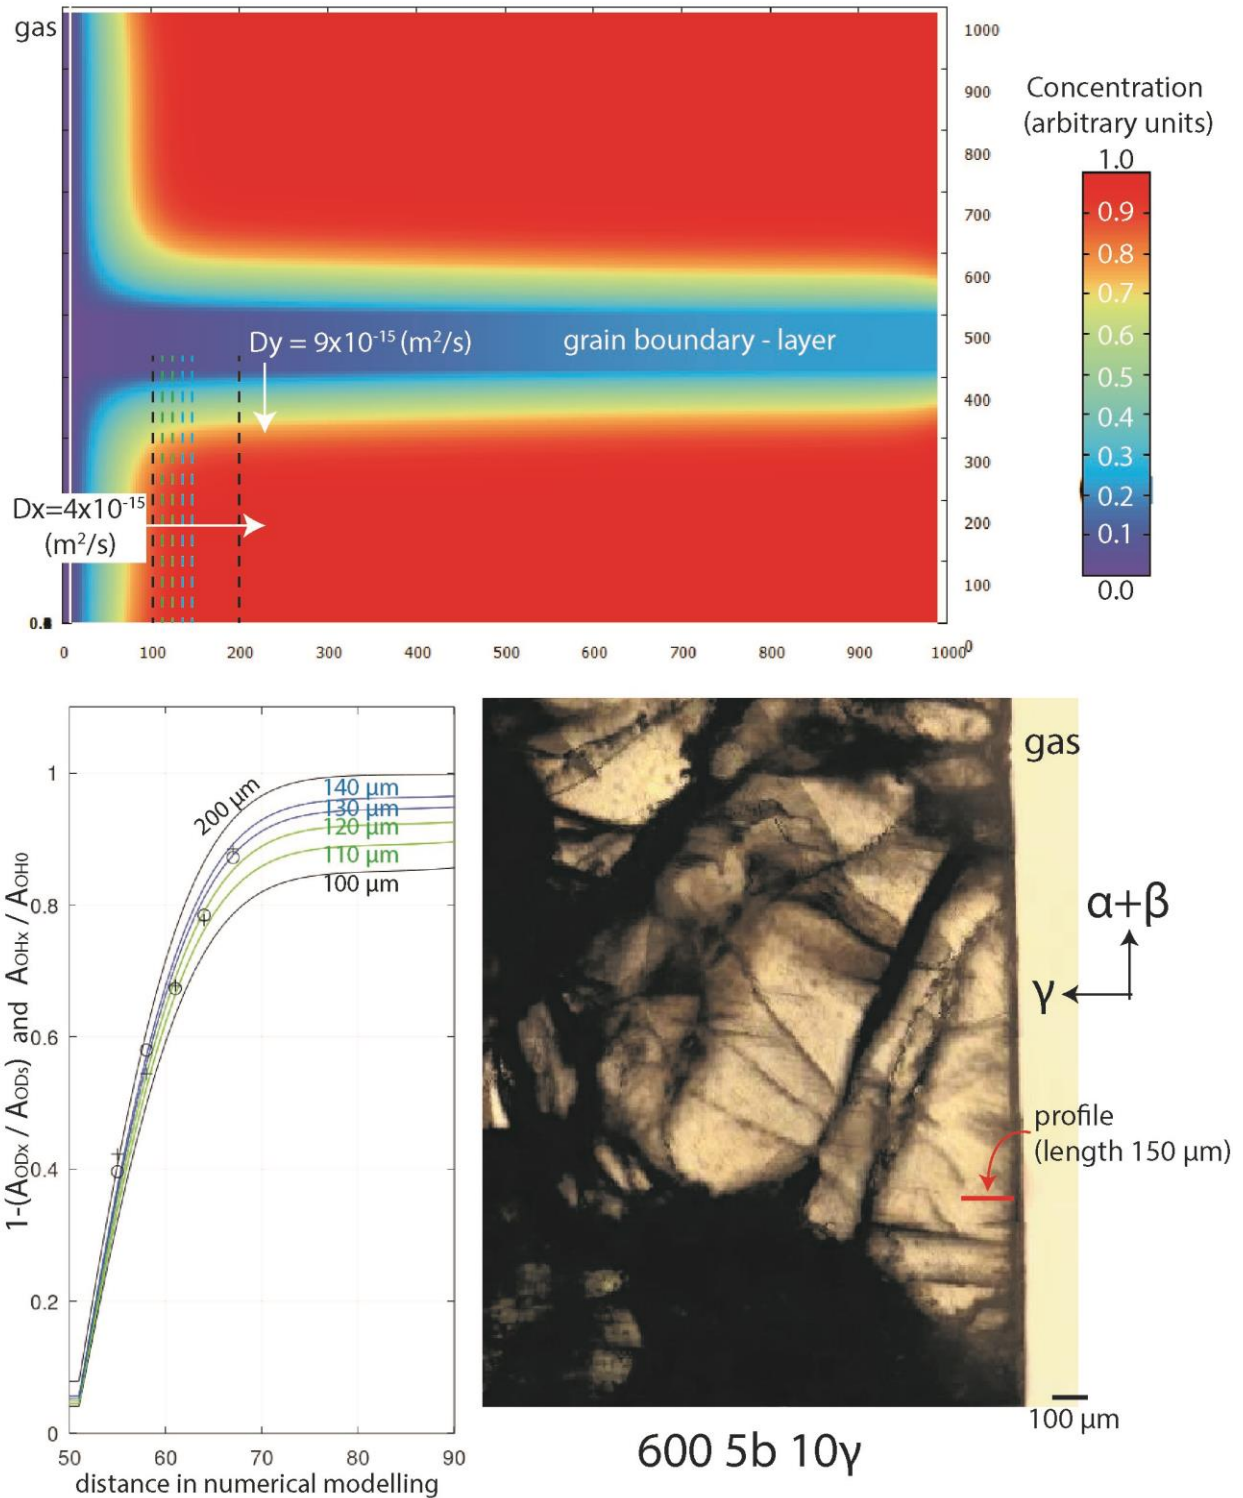 gas
Concentration
(arbitrary units)
1.0
0.9
0.8
0.7
0.6
0.5
0.4
0.3
0.2
0.1
0.0
1000
900
800
700
600
500
400
300
200
100
0
Dy = 9x10⁻¹⁵ (m²/s)
grain boundary - layer
Dx=4x10⁻¹⁵
(m²/s)
0 100 200 300 400 500 600 700 800 900 1000
1-(AODx / AODs) and AOHx / AOH0
1
0.8
0.6
0.4
0.2
0
200 μm
140 μm
130 μm
120 μm
110 μm
100 μm
50 60 70 80 90
distance in numerical modelling
gas
α+β
γ
profile
(length 150 μm)
100 μm
600 5b 10γ